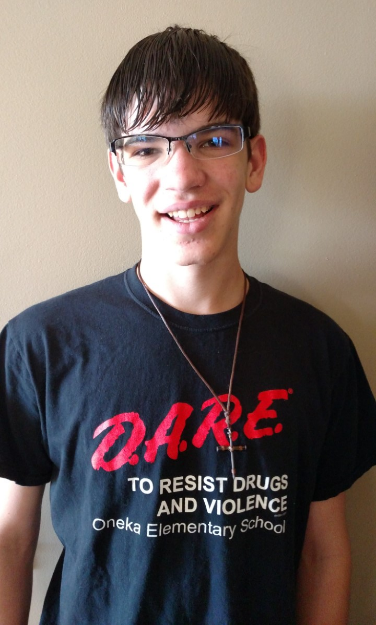 D.A.R.E.
TO RESIST DRUGS
AND VIOLENCE
Oneka Elementary School